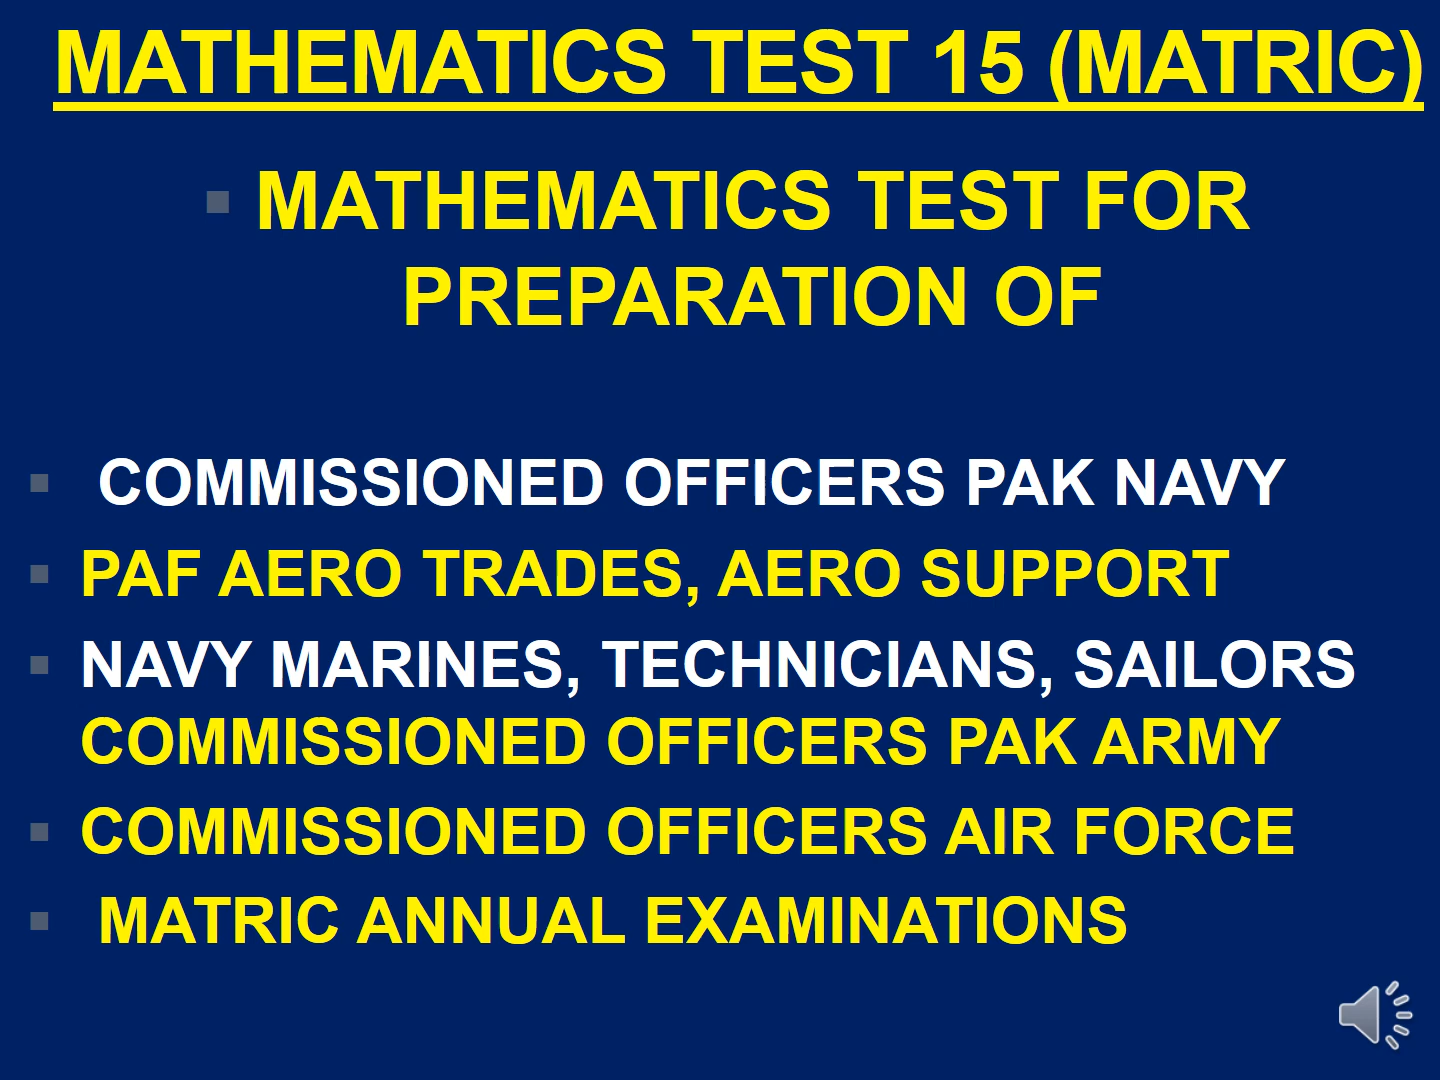 MATHEMATICS TEST 15 (MATRIC)
MATHEMATICS TEST FOR
PREPARATION OF
COMMISSIONED OFFICERS PAK NAVY
PAF AERO TRADES, AERO SUPPORT
NAVY MARINES, TECHNICIANS, SAILORS
COMMISSIONED OFFICERS PAK ARMY
COMMISSIONED OFFICERS AIR FORCE
MATRIC ANNUAL EXAMINATIONS